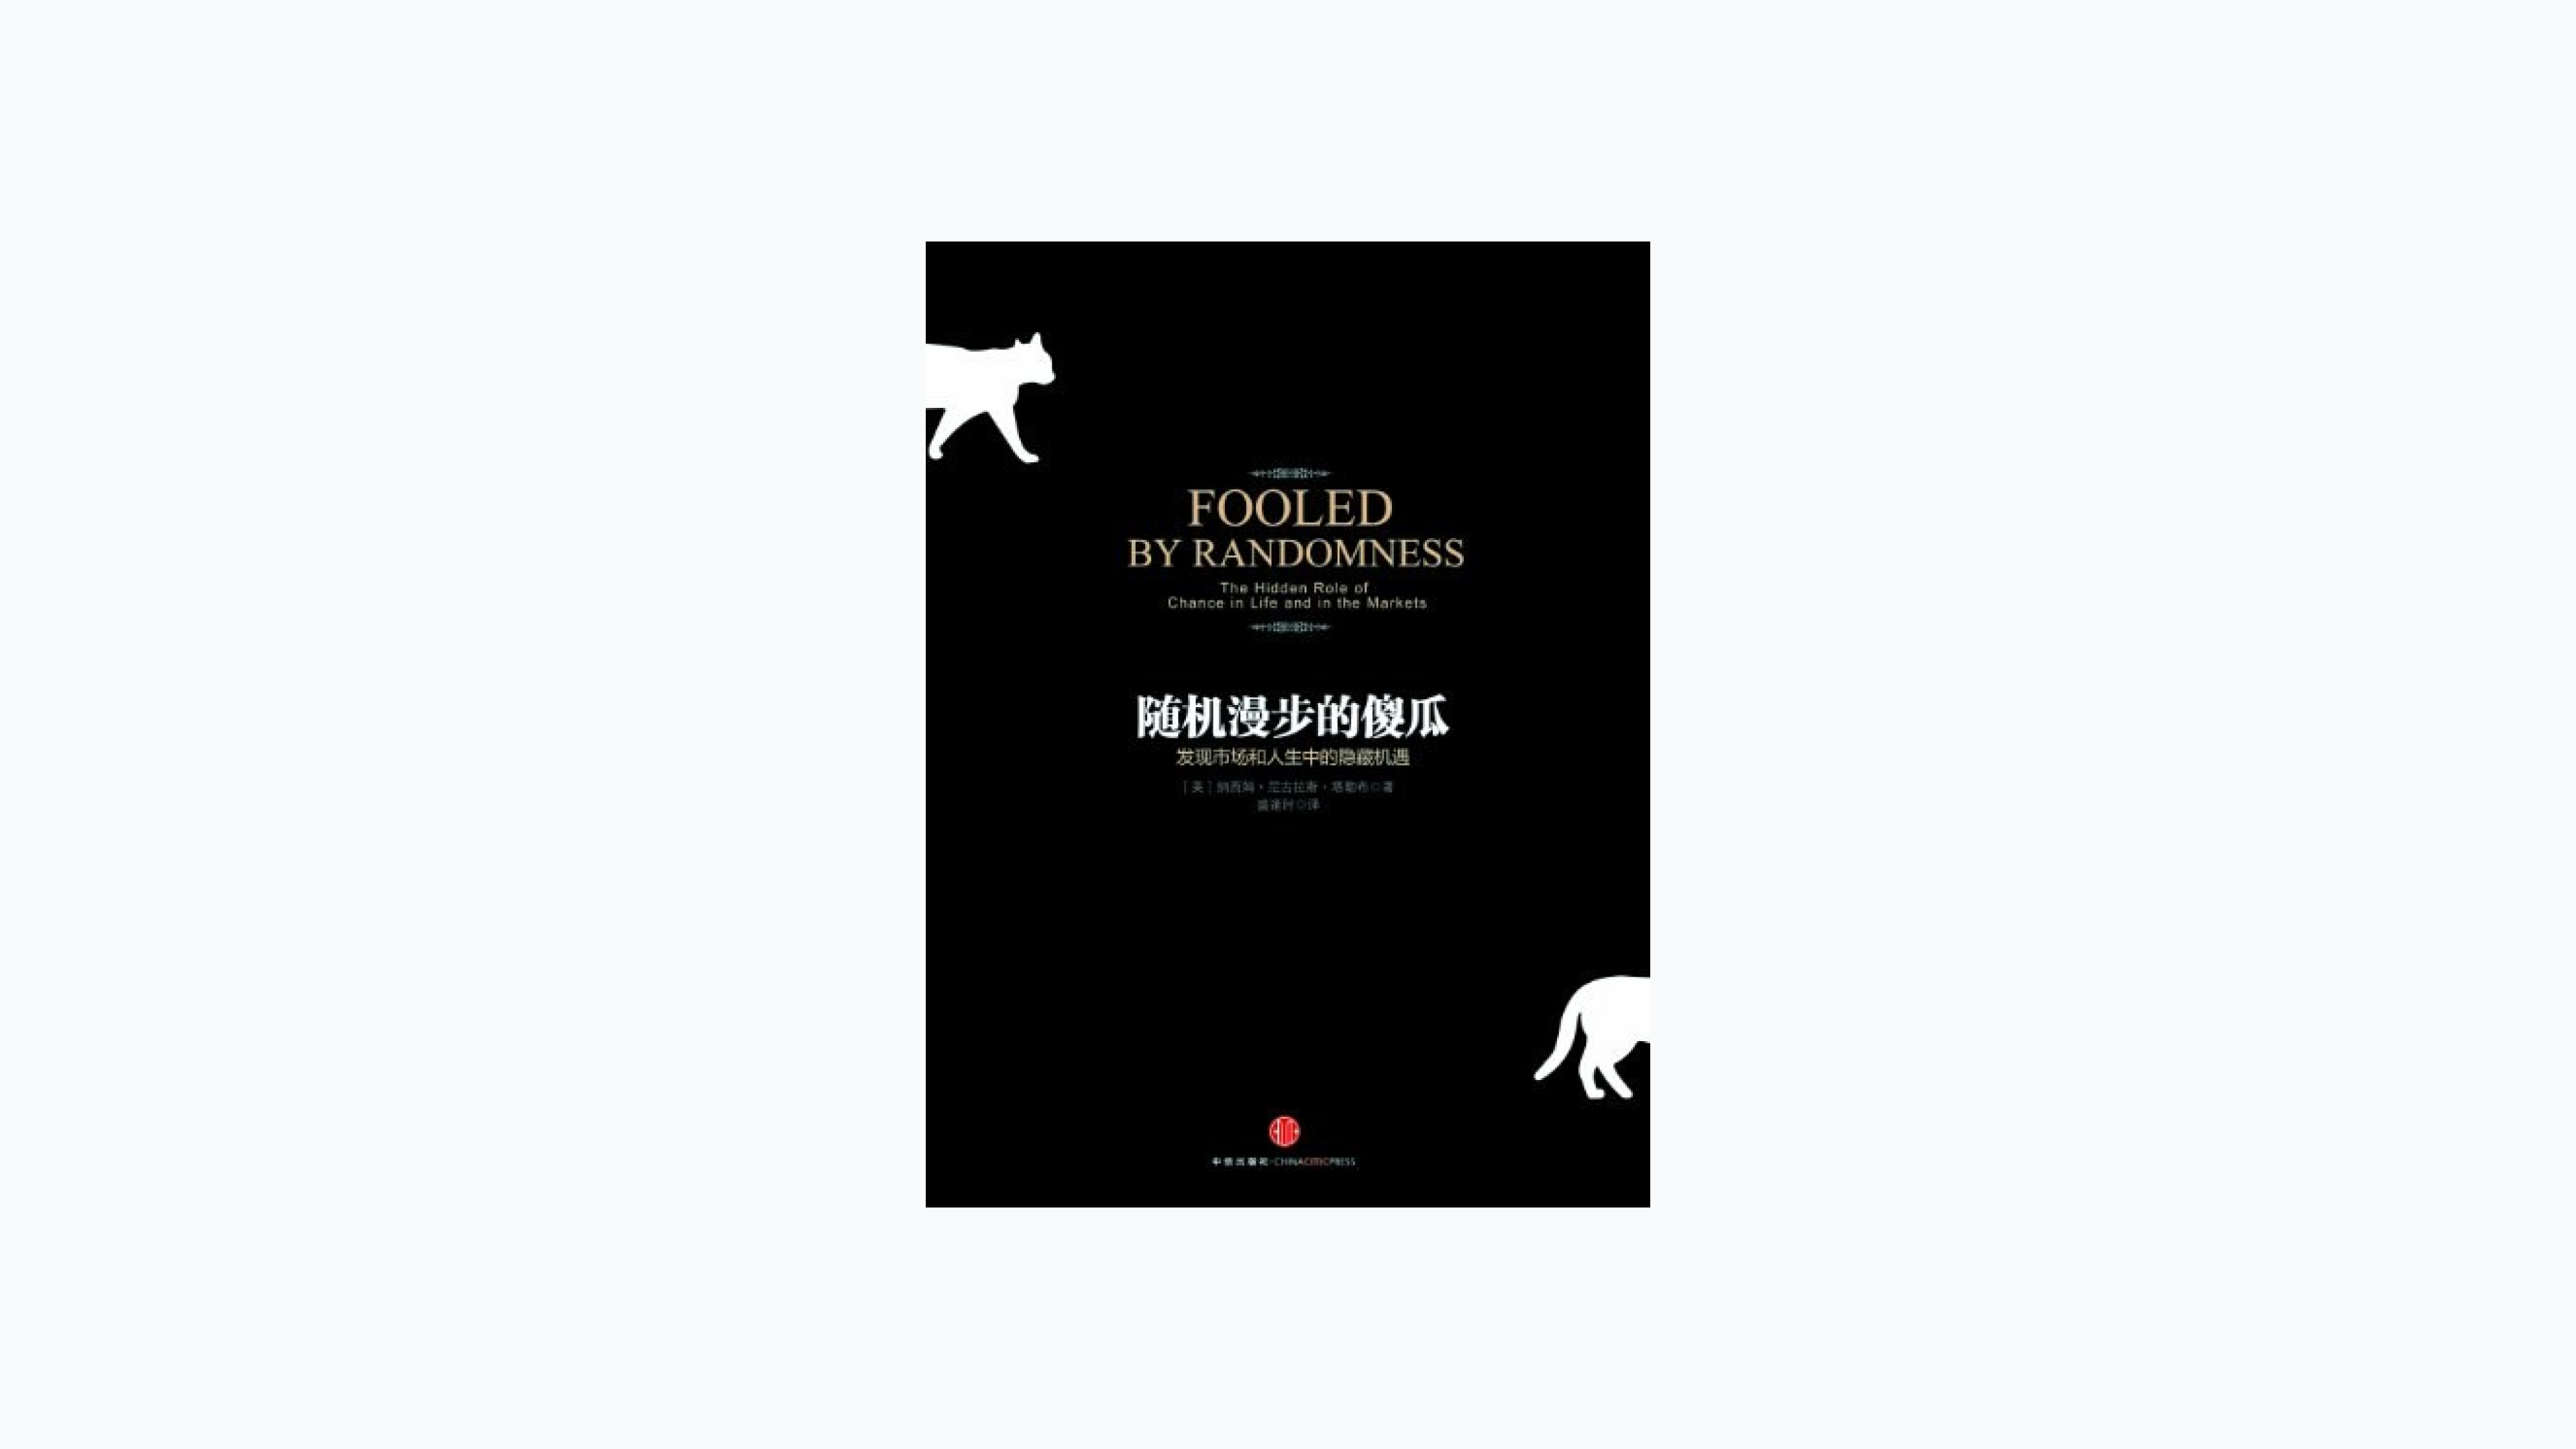 FOOLED
BY RANDOMNESS
The Hidden Role of
Chance in Life and in the Markets
随机漫步的傻瓜
发现市场和人生中的隐藏机遇
[美]纳西姆·尼古拉斯·塔勒布◎著
盛逢时◎译
中信出版社·CHINACITICPRESS